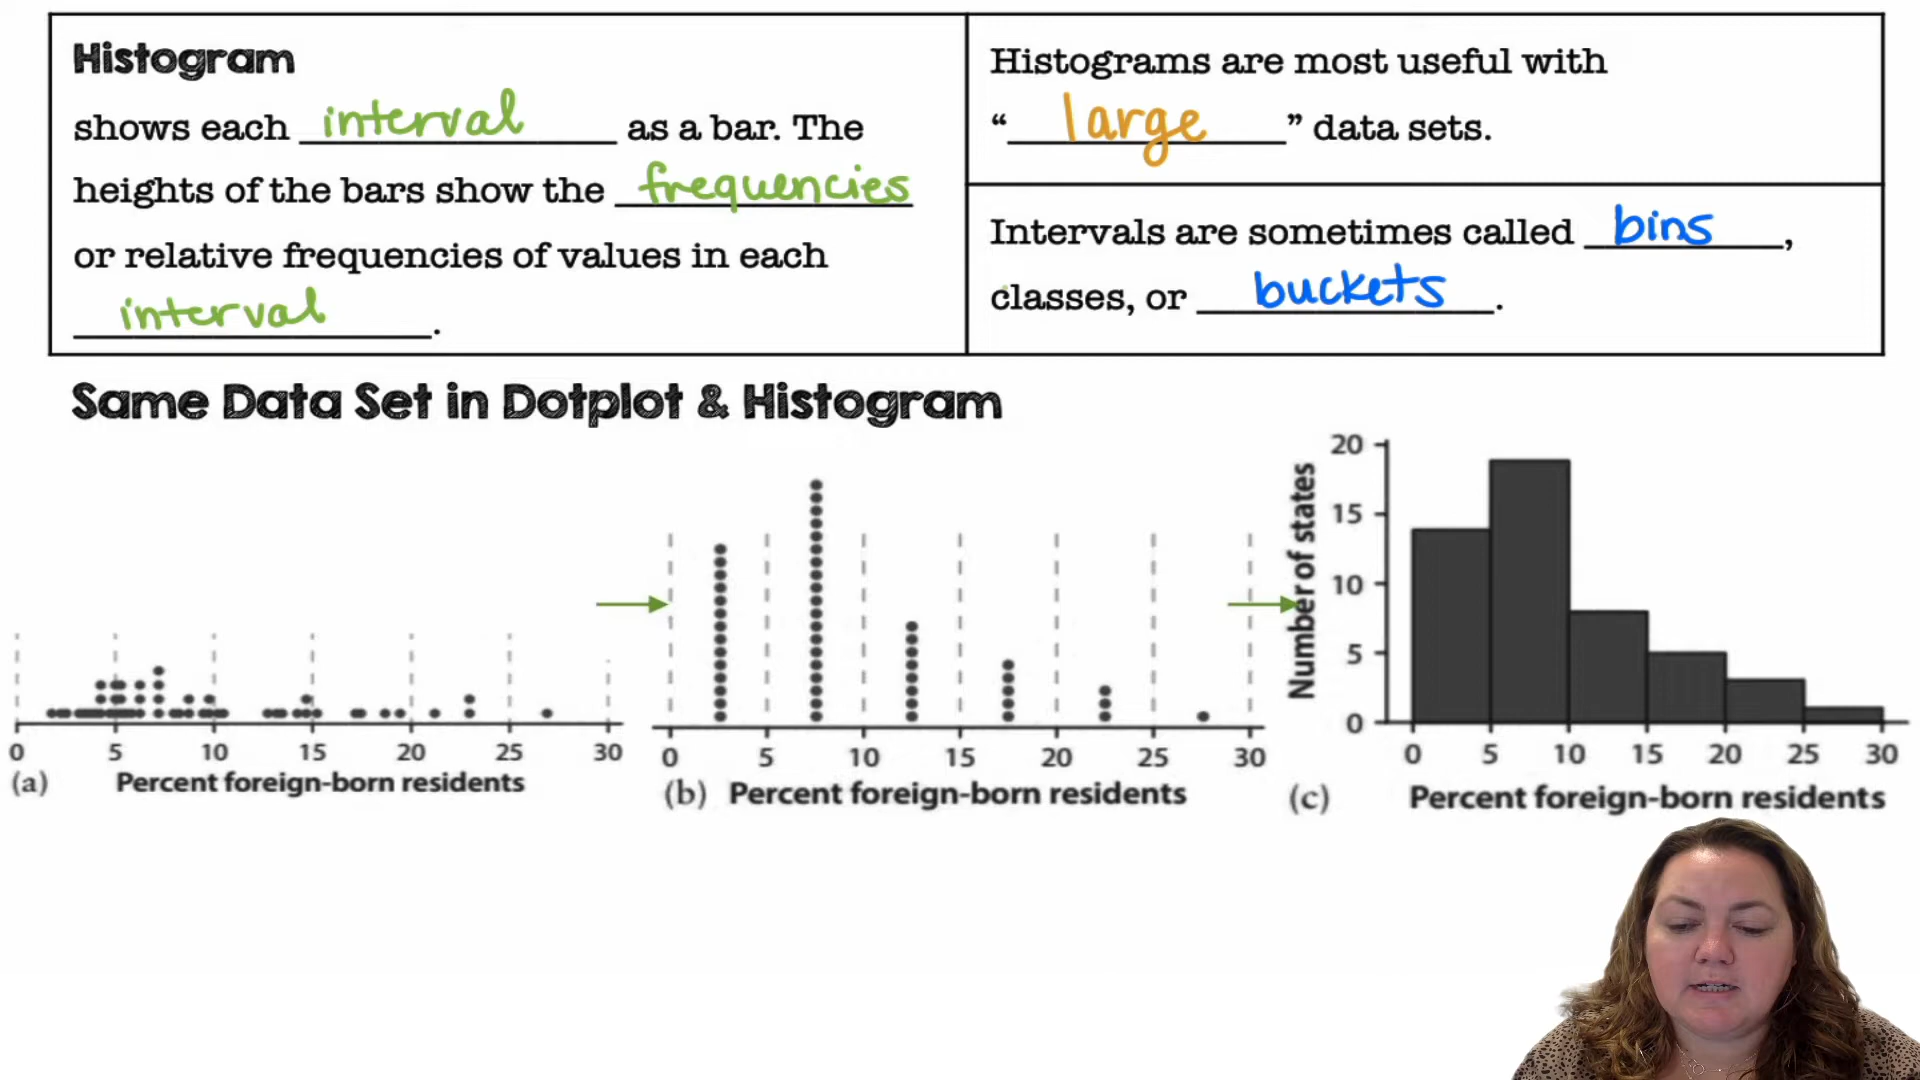 Histogram
shows each interval as a bar. The
heights of the bars show the frequencies
or relative frequencies of values in each
interval.
Histograms are most useful with
“large” data sets.
Intervals are sometimes called bins,
classes, or buckets.
Same Data Set in Dotplot & Histogram
0 5 10 15 20 25 30
(a) Percent foreign-born residents
0 5 10 15 20 25 30
(b) Percent foreign-born residents
Number of states
20
15
10
5
0
0 5 10 15 20 25 30
(c) Percent foreign-born residents